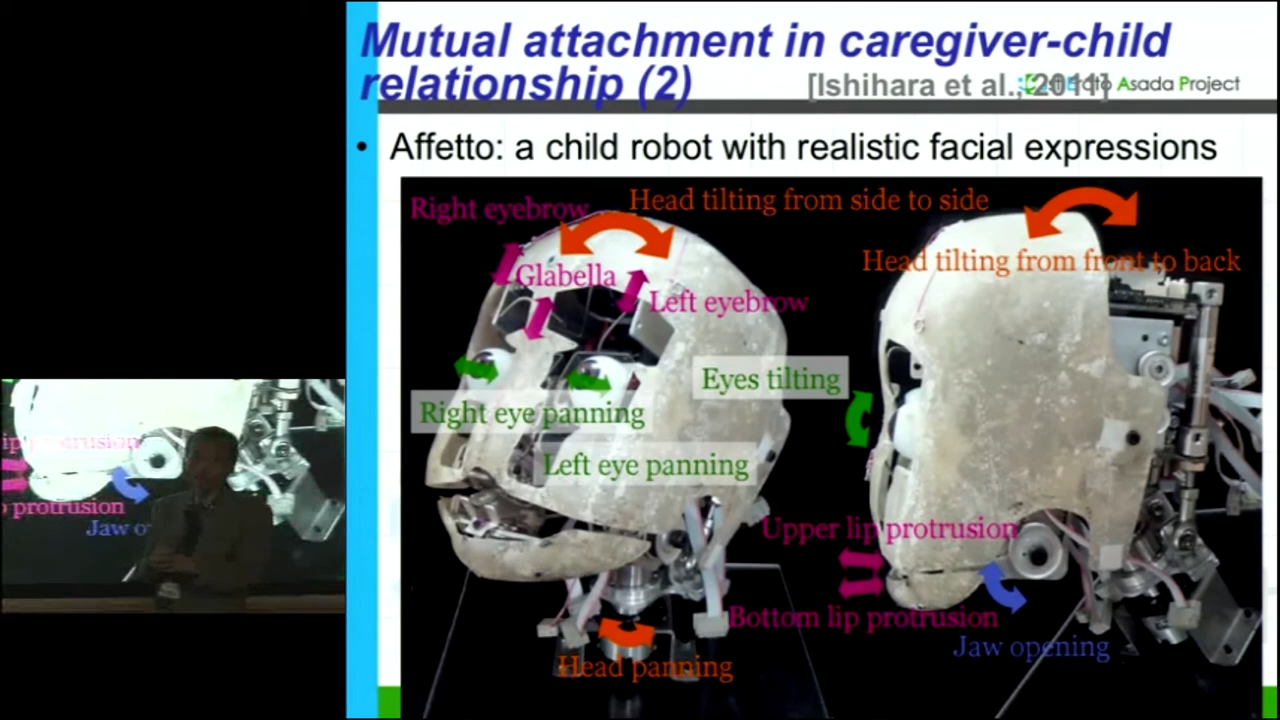 Mutual attachment in caregiver-child
relationship (2)
[Ishihara et al., 2011]
Asada Project
• Affetto: a child robot with realistic facial expressions
Right eyebrow
Head tilting from side to side
Glabella
Left eyebrow
Head tilting from front to back
Eyes tilting
Right eye panning
Left eye panning
Upper lip protrusion
Bottom lip protrusion
Jaw opening
Head panning
ip protrusion
protrusion
Jaw o